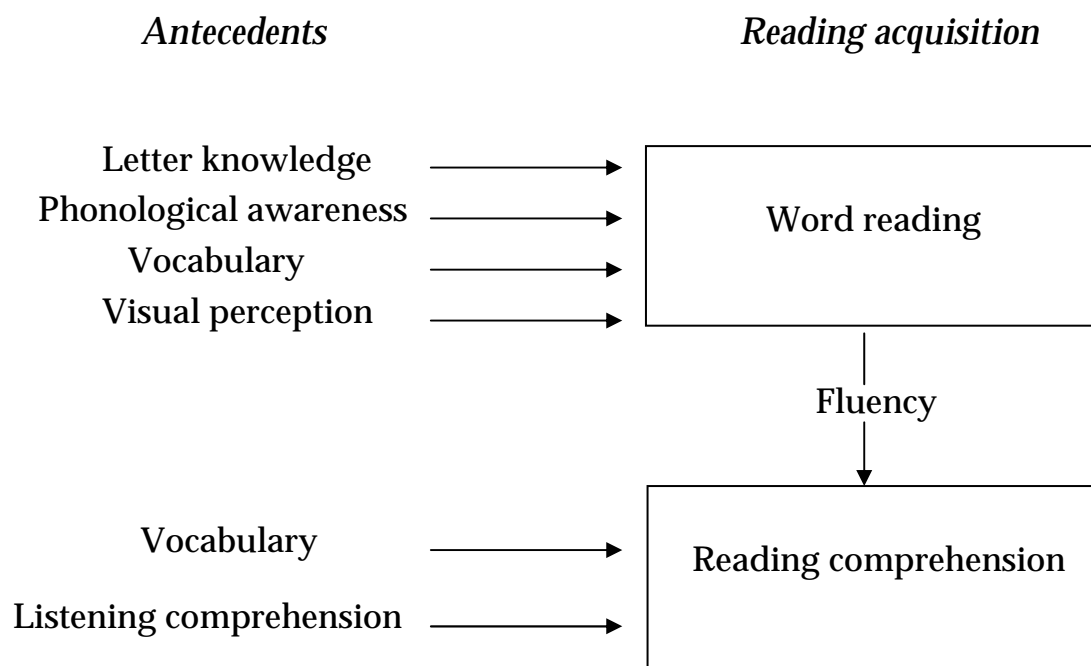 Antecedents
Reading acquisition
Letter knowledge
Phonological awareness
Vocabulary
Visual perception
Word reading
Fluency
Vocabulary
Listening comprehension
Reading comprehension